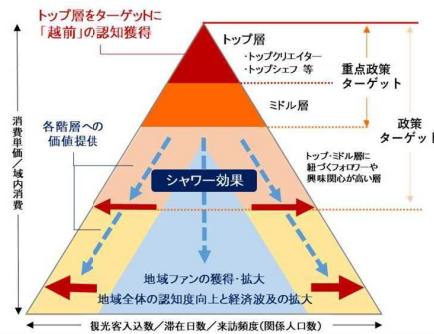 トップ層をターゲットに
「越前」の認知獲得
トップ層
・トップクリエイター
・トップシェフ 等
重点政策
ターゲット
ミドル層
政策
ターゲット
各階層への
価値提供
消費単価／域内消費
シャワー効果
トップ・ミドル層に
紐づくフォロワーや
興味関心が高い層
地域ファンの獲得・拡大
地域全体の認知度向上と経済波及の拡大
観光客入込数／滞在日数／来訪頻度(関係人口数)